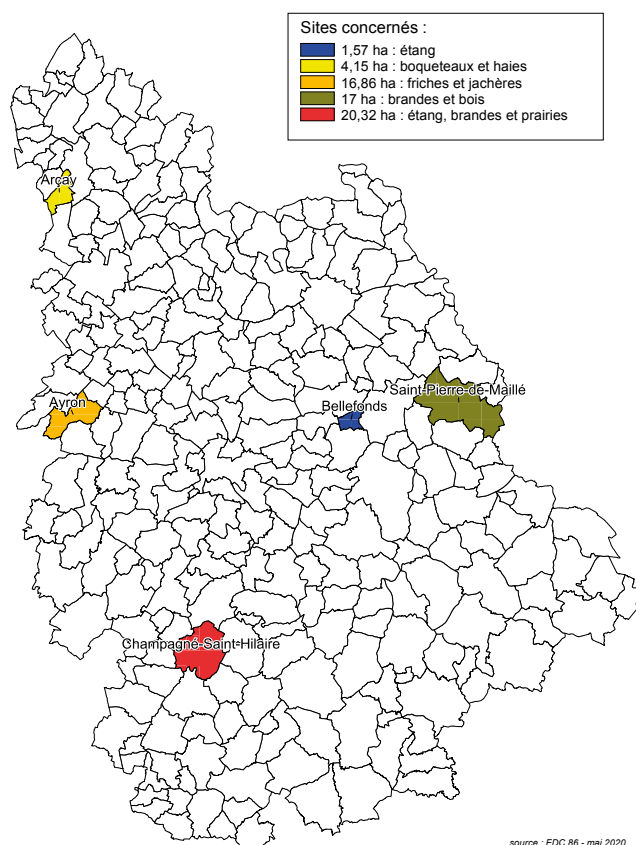 Sites concernés :
1,57 ha : étang
4,15 ha : boqueteaux et haies
16,86 ha : friches et jachères
17 ha : brandes et bois
20,32 ha : étang, brandes et prairies
Arçay
Saint-Pierre-de-Maillé
Ayron
Bellefonds
Champagné-Saint-Hilaire
source : FDC 86 - mai 2020